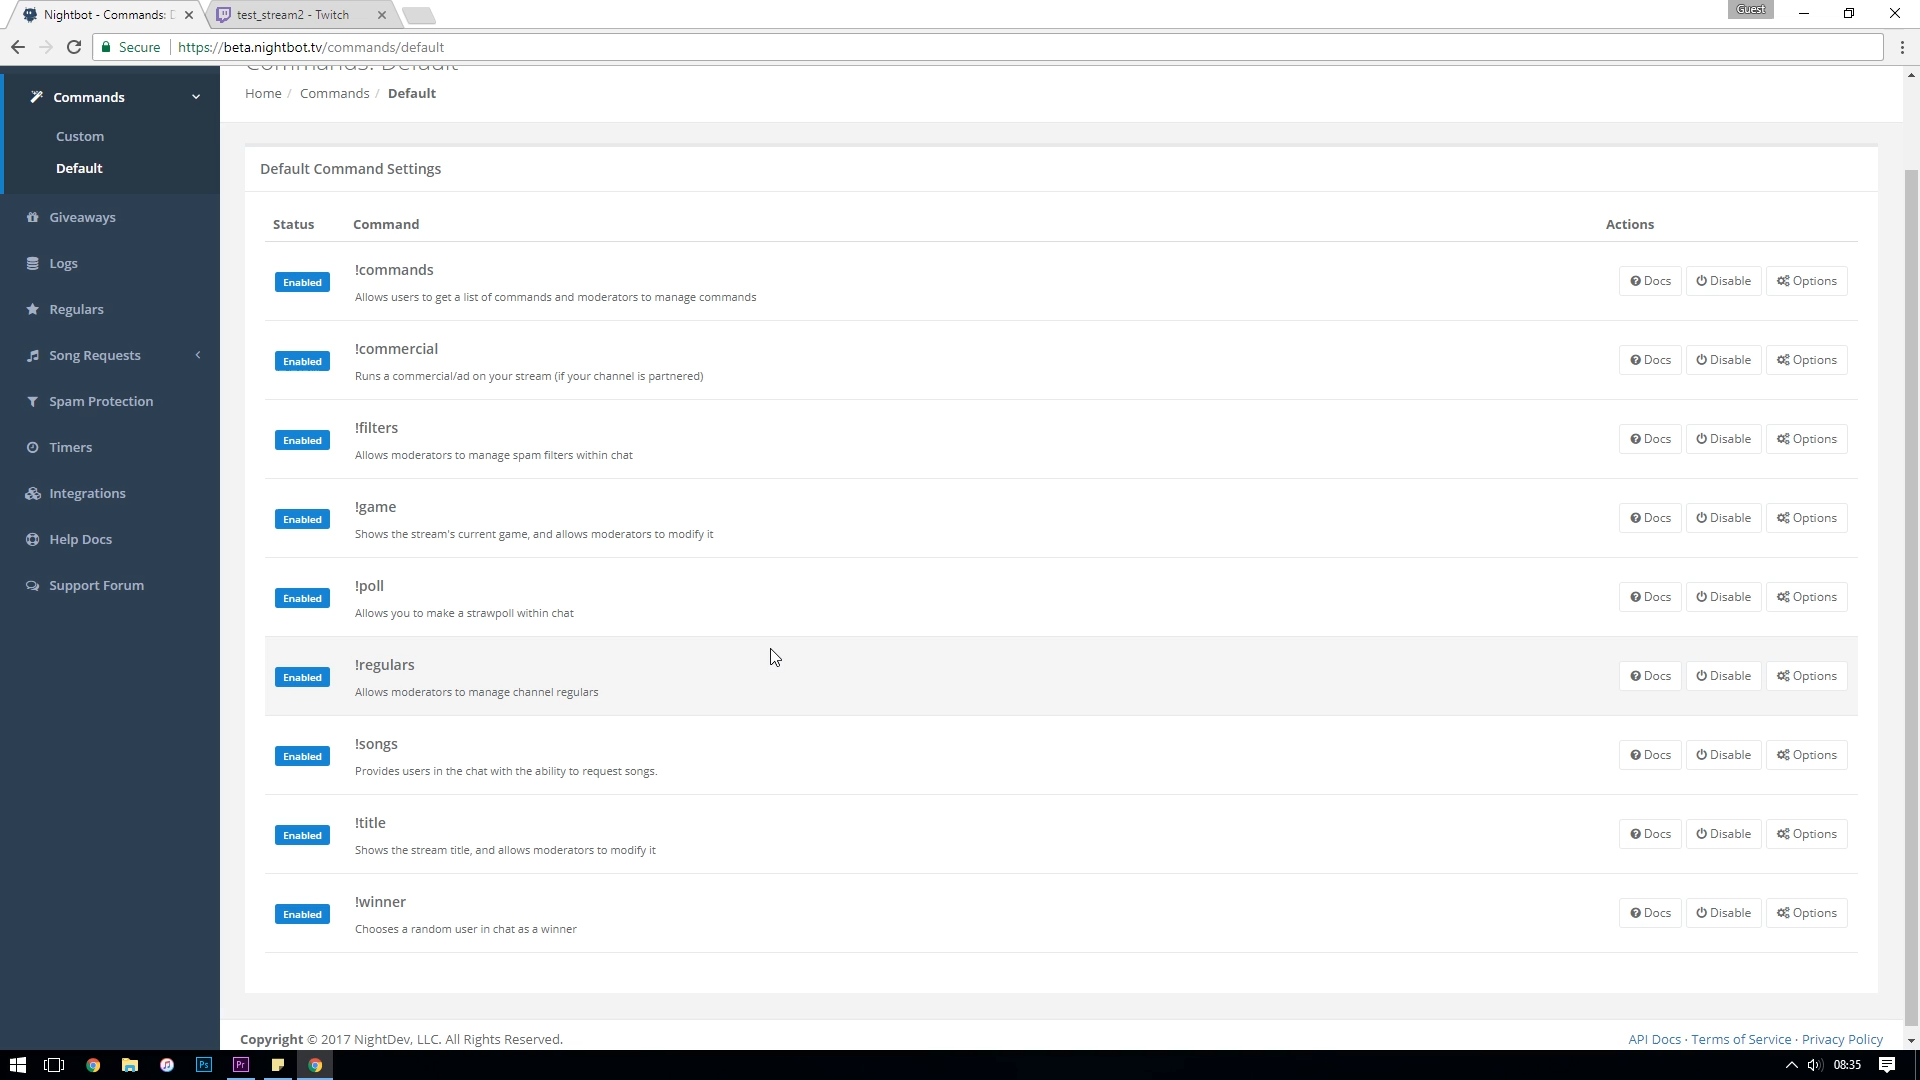 Nightbot - Commands: D
test_stream2 - Twitch
Guest
Secure
https://beta.nightbot.tv/commands/default
Commands: Default
Home / Commands / Default
Commands
Custom
Default
Giveaways
Logs
Regulars
Song Requests
Spam Protection
Timers
Integrations
Help Docs
Support Forum
Default Command Settings
Status Command Actions
Enabled !commands Docs Disable Options
Allows users to get a list of commands and moderators to manage commands
Enabled !commercial Docs Disable Options
Runs a commercial/ad on your stream (if your channel is partnered)
Enabled !filters Docs Disable Options
Allows moderators to manage spam filters within chat
Enabled !game Docs Disable Options
Shows the stream's current game, and allows moderators to modify it
Enabled !poll Docs Disable Options
Allows you to make a strawpoll within chat
Enabled !regulars Docs Disable Options
Allows moderators to manage channel regulars
Enabled !songs Docs Disable Options
Provides users in the chat with the ability to request songs.
Enabled !title Docs Disable Options
Shows the stream title, and allows moderators to modify it
Enabled !winner Docs Disable Options
Chooses a random user in chat as a winner
Copyright © 2017 NightDev, LLC. All Rights Reserved.
API Docs · Terms of Service · Privacy Policy
Ps
Pr
08:35